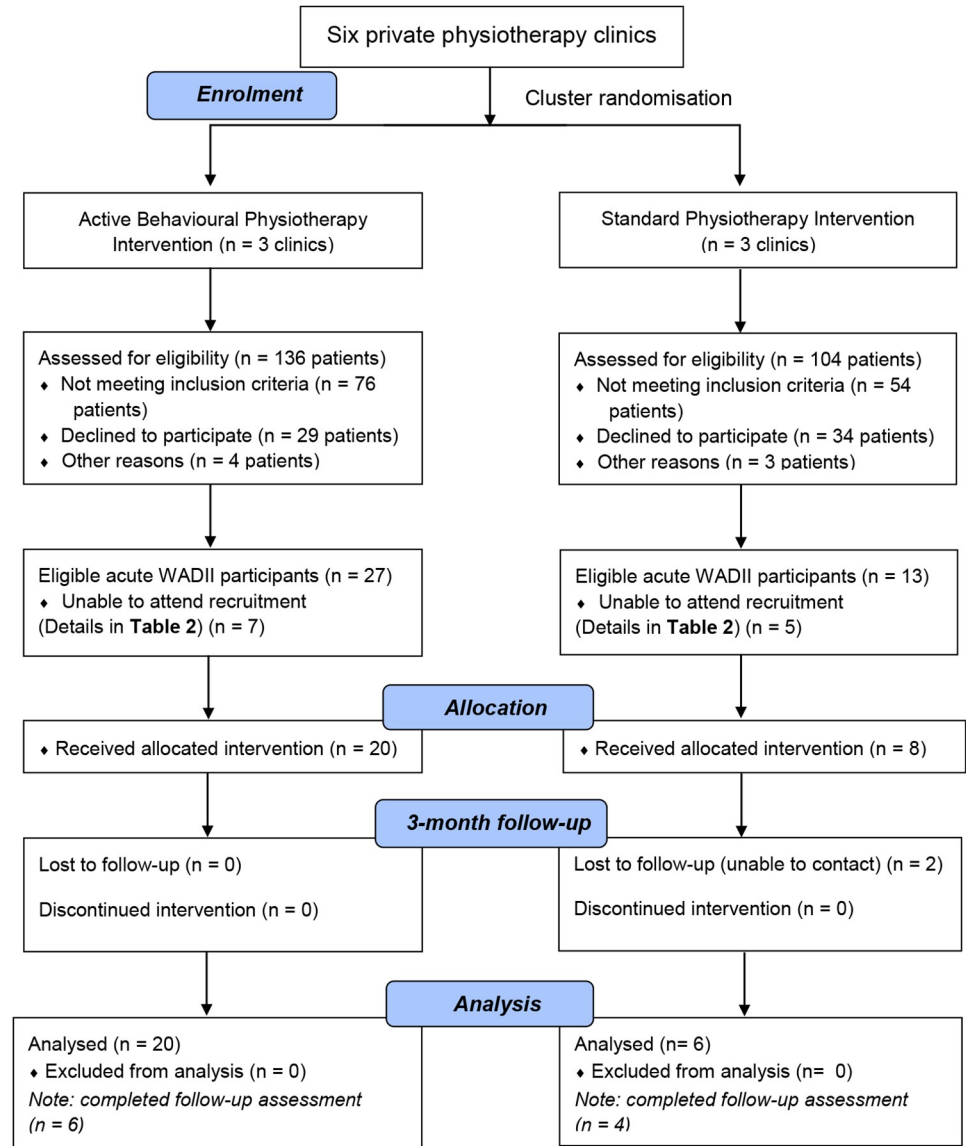 Six private physiotherapy clinics
Enrolment
Cluster randomisation
Active Behavioural Physiotherapy
Intervention (n = 3 clinics)
Standard Physiotherapy Intervention
(n = 3 clinics)
Assessed for eligibility (n = 136 patients)
♦ Not meeting inclusion criteria (n = 76
patients)
♦ Declined to participate (n = 29 patients)
♦ Other reasons (n = 4 patients)
Assessed for eligibility (n = 104 patients)
♦ Not meeting inclusion criteria (n = 54
patients)
♦ Declined to participate (n = 34 patients)
♦ Other reasons (n = 3 patients)
Eligible acute WADII participants (n = 27)
♦ Unable to attend recruitment
(Details in Table 2) (n = 7)
Eligible acute WADII participants (n = 13)
♦ Unable to attend recruitment
(Details in Table 2) (n = 5)
Allocation
♦ Received allocated intervention (n = 20)
♦ Received allocated intervention (n = 8)
3-month follow-up
Lost to follow-up (n = 0)
Discontinued intervention (n = 0)
Lost to follow-up (unable to contact) (n = 2)
Discontinued intervention (n = 0)
Analysis
Analysed (n = 20)
♦ Excluded from analysis (n = 0)
Note: completed follow-up assessment
(n = 6)
Analysed (n= 6)
♦ Excluded from analysis (n=  0)
Note: completed follow-up assessment
(n = 4)